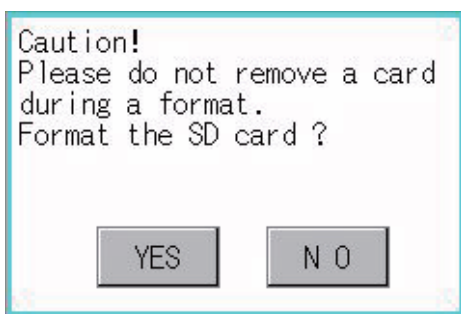 Caution!
Please do not remove a card
during a format.
Format the SD card ?
YES
N O